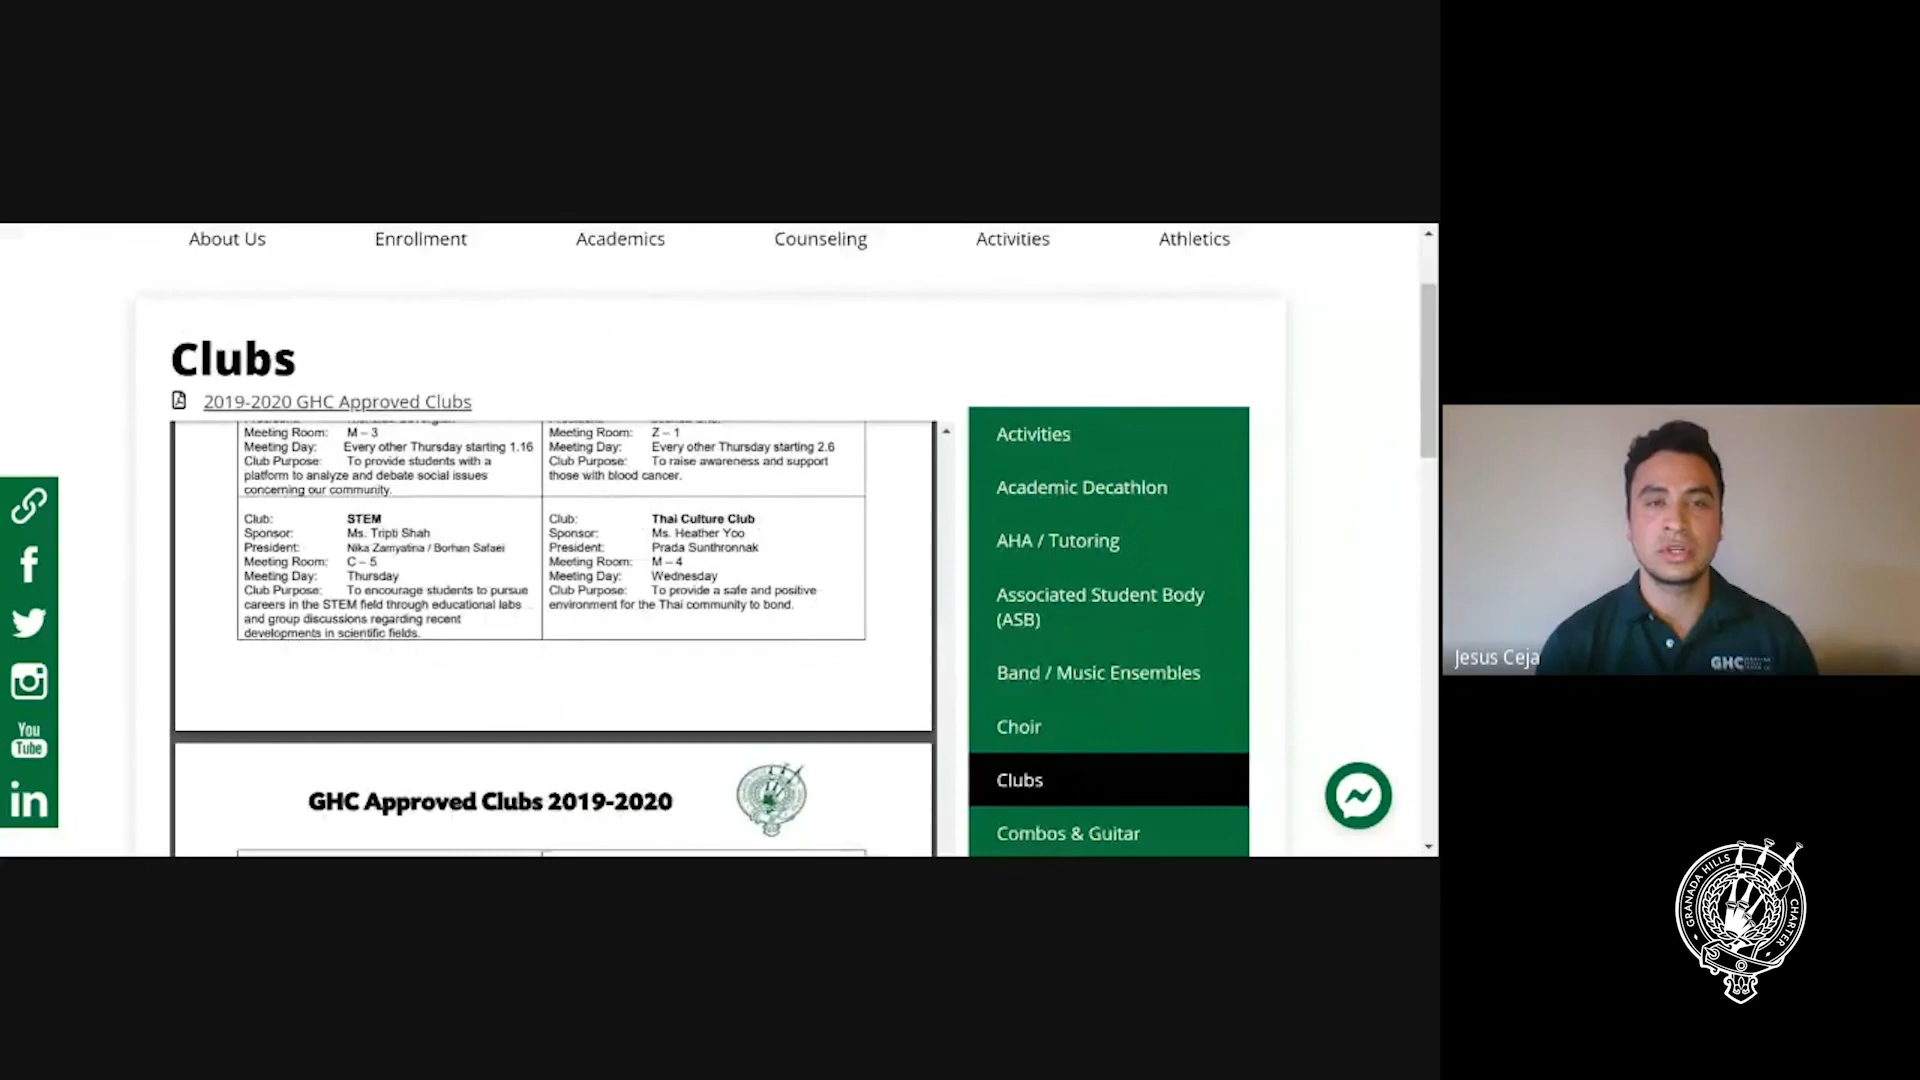 About Us Enrollment Academics Counseling Activities Athletics
Clubs
2019-2020 GHC Approved Clubs
Meeting Room: M – 3
Meeting Day: Every other Thursday starting 1.16
Club Purpose: To provide students with a
platform to analyze and debate social issues
concerning our community.
Meeting Room: Z – 1
Meeting Day: Every other Thursday starting 2.6
Club Purpose: To raise awareness and support
those with blood cancer.
Club: STEM
Sponsor: Ms. Tripti Shah
President: Nika Zamyatina / Borhan Safaei
Meeting Room: C – 5
Meeting Day: Thursday
Club Purpose: To encourage students to pursue
careers in the STEM field through educational labs
and group discussions regarding recent
developments in scientific fields.
Club: Thai Culture Club
Sponsor: Ms. Heather Yoo
President: Prada Sunthronnak
Meeting Room: M – 4
Meeting Day: Wednesday
Club Purpose: To provide a safe and positive
environment for the Thai community to bond.
GHC Approved Clubs 2019-2020
Activities
Academic Decathlon
AHA / Tutoring
Associated Student Body
(ASB)
Band / Music Ensembles
Choir
Clubs
Combos & Guitar
You
Tube
in
Jesus Ceja
GHC
GRANADA HILLS
CHARTER